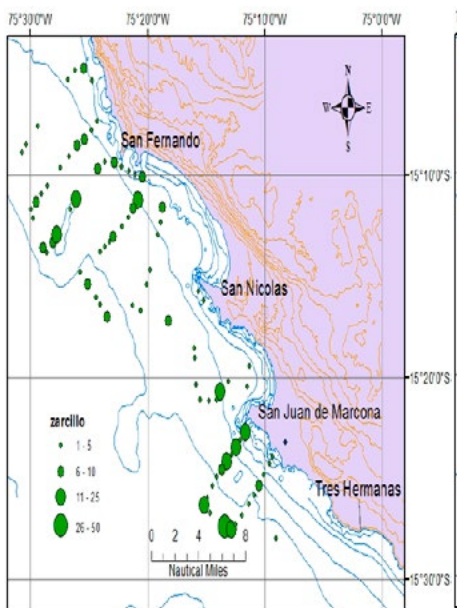 75°30'0"W 75°20'0"W 75°10'0"W 75°0'0"W
N
W E
S
San Fernando
15°10'0"S
San Nicolas
15°20'0"S
San Juan de Marcona
zarcillo
1 - 5
6 - 10
11 - 25
26 - 50
Tres Hermanas
0 2 4 8
Nautical Miles
15°30'0"S